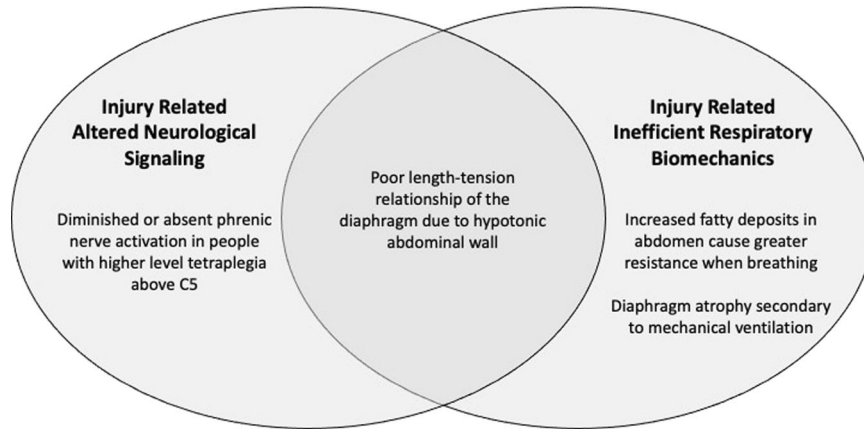 Injury Related
Altered Neurological
Signaling
Diminished or absent phrenic
nerve activation in people
with higher level tetraplegia
above C5
Poor length-tension
relationship of the
diaphragm due to hypotonic
abdominal wall
Injury Related
Inefficient Respiratory
Biomechanics
Increased fatty deposits in
abdomen cause greater
resistance when breathing
Diaphragm atrophy secondary
to mechanical ventilation